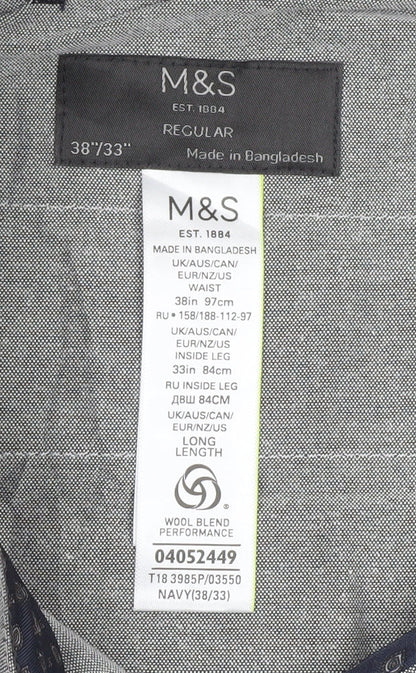 M&S
EST. 1884
REGULAR
38"/33" Made in Bangladesh
M&S
EST. 1884
MADE IN BANGLADESH
UK/AUS/CAN/
EUR/NZ/US
WAIST
38in 97cm
RU • 158/188-112-97
UK/AUS/CAN/
EUR/NZ/US
INSIDE LEG
33in 84cm
RU INSIDE LEG
ДВШ 84CM
UK/AUS/CAN/
EUR/NZ/US
LONG
LENGTH
®
WOOL BLEND
PERFORMANCE
04052449
T18 3985P/03550
NAVY(38/33)